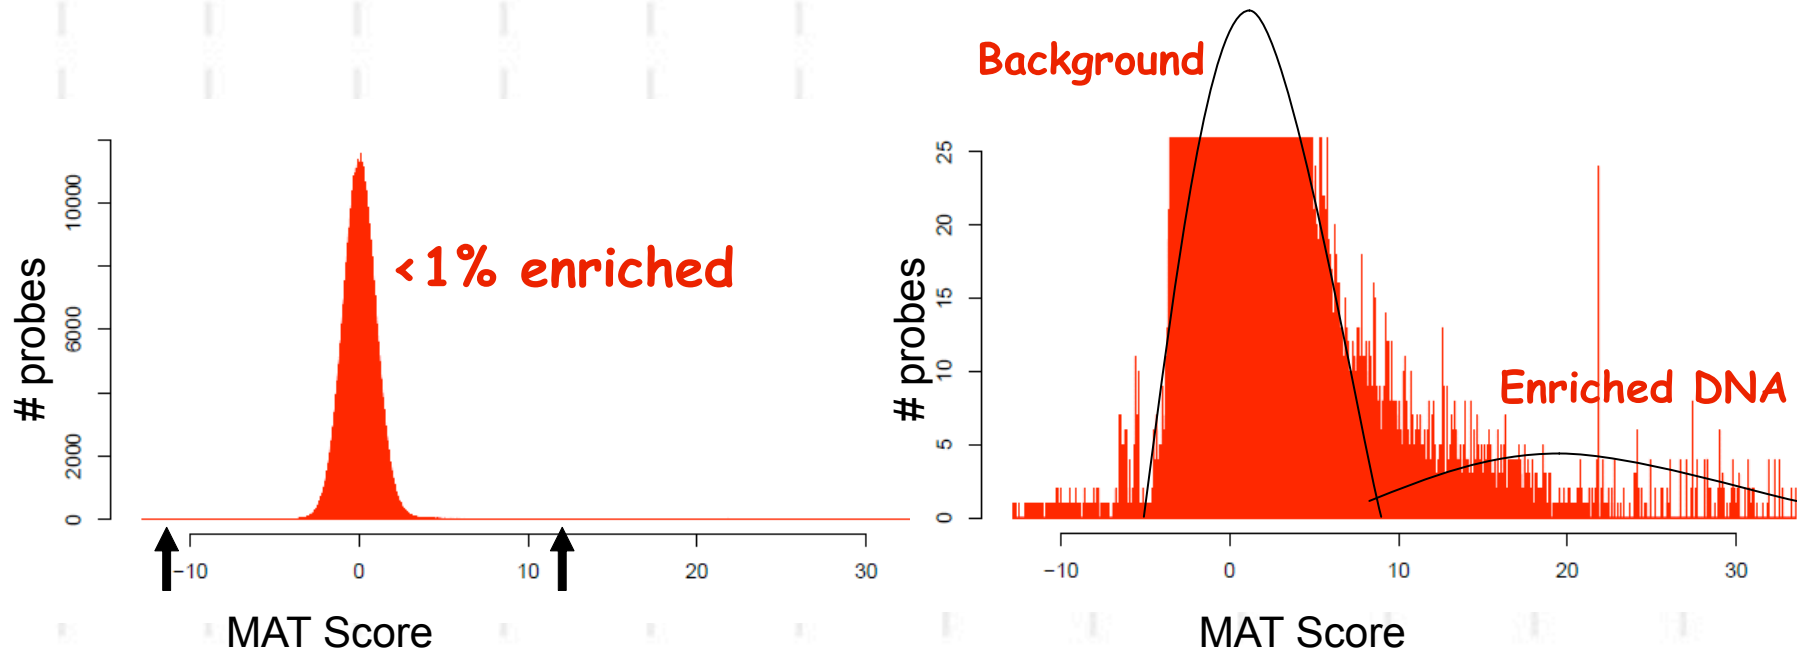 <1% enriched
# probes
10000
6000
2000
0
−10 0 10 20 30
MAT Score
Background
Enriched DNA
# probes
25
20
15
10
5
0
−10 0 10 20 30
MAT Score